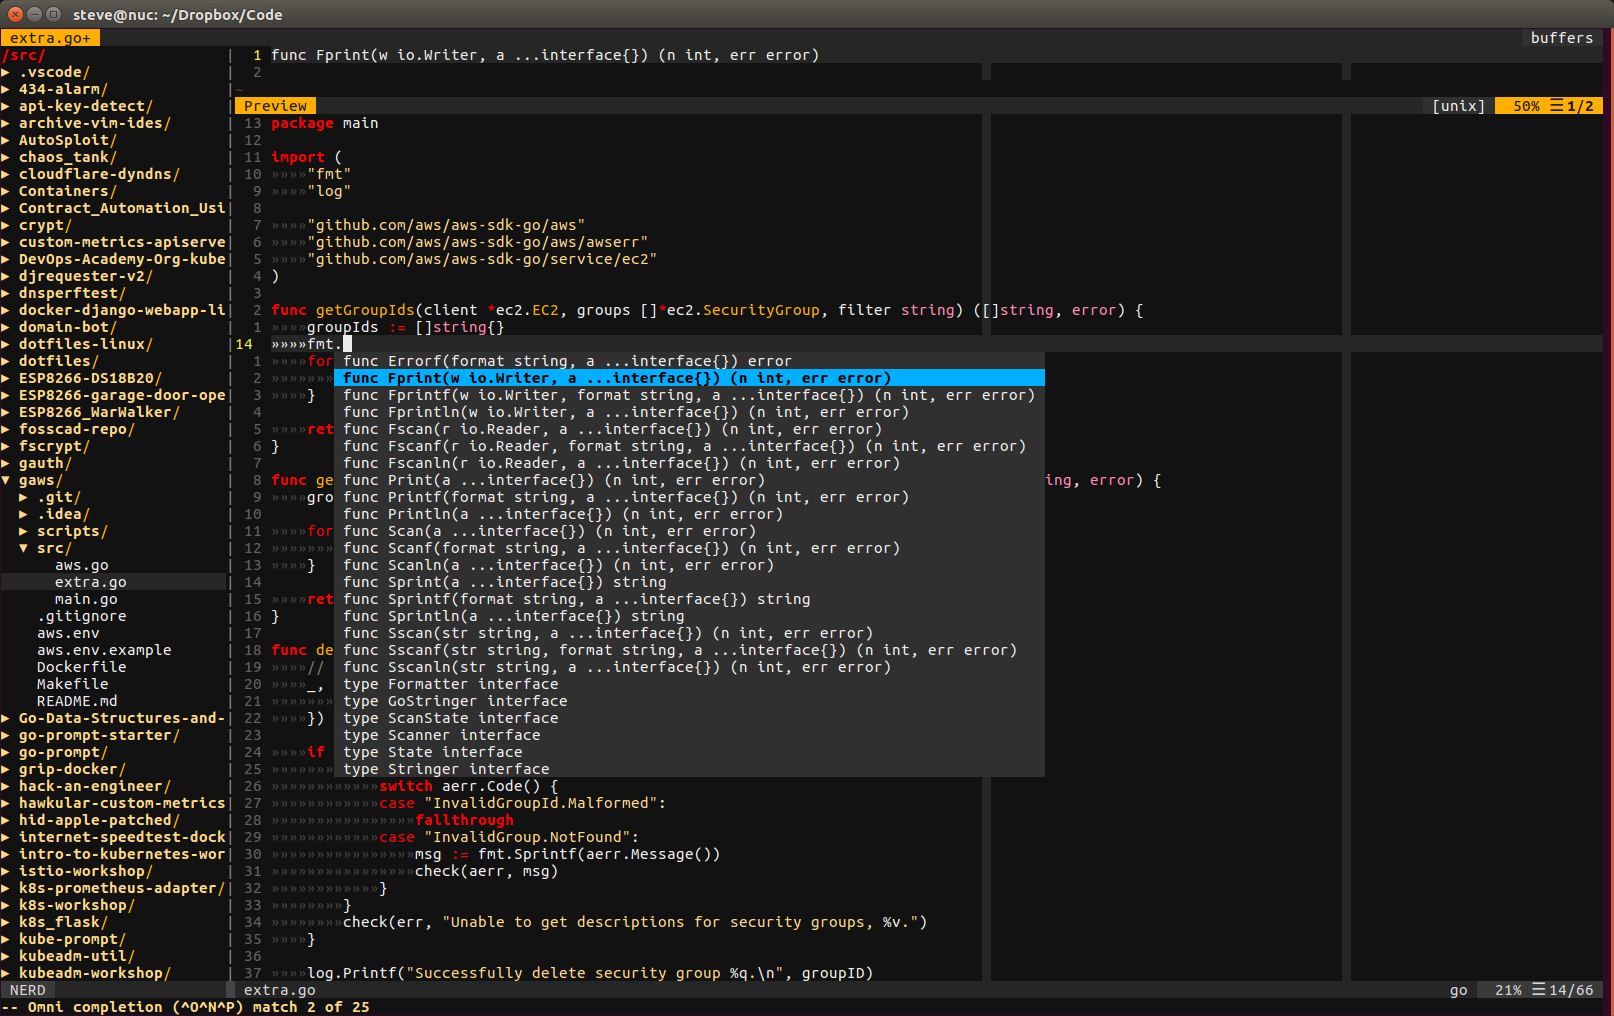 steve@nuc: ~/Dropbox/Code
extra.go+ buffers
/src/ | 1 func Fprint(w io.Writer, a ...interface{}) (n int, err error)
▶ .vscode/ | 2
▶ 434-alarm/ |~
▶ api-key-detect/ | Preview [unix] 50% ☰ 1/2
▶ archive-vim-ides/ | 13 package main
▶ AutoSploit/ | 12
▶ chaos_tank/ | 11 import (
▶ cloudflare-dyndns/ | 10 »»»»"fmt"
▶ Containers/ | 9 »»»»"log"
▶ Contract_Automation_Usi| 8
▶ crypt/ | 7 »»»»"github.com/aws/aws-sdk-go/aws"
▶ custom-metrics-apiserve| 6 »»»»"github.com/aws/aws-sdk-go/aws/awserr"
▶ DevOps-Academy-Org-kube| 5 »»»»"github.com/aws/aws-sdk-go/service/ec2"
▶ djrequester-v2/ | 4 )
▶ dnsperftest/ | 3
▶ docker-django-webapp-li| 2 func getGroupIds(client *ec2.EC2, groups []*ec2.SecurityGroup, filter string) ([]string, error) {
▶ domain-bot/ | 1 »»»»groupIds := []string{}
▶ dotfiles-linux/ |14 »»»»fmt.
▶ dotfiles/ | 1 »»»»for func Errorf(format string, a ...interface{}) error
▶ ESP8266-DS18B20/ | 2 »»»»»»» func Fprint(w io.Writer, a ...interface{}) (n int, err error)
▶ ESP8266-garage-door-ope| 3 »»»»} func Fprintf(w io.Writer, format string, a ...interface{}) (n int, err error)
▶ ESP8266_WarWalker/ | 4 func Fprintln(w io.Writer, a ...interface{}) (n int, err error)
▶ fosscad-repo/ | 5 »»»»ret func Fscan(r io.Reader, a ...interface{}) (n int, err error)
▶ fscrypt/ | 6 } func Fscanf(r io.Reader, format string, a ...interface{}) (n int, err error)
▶ gauth/ | 7 func Fscanln(r io.Reader, a ...interface{}) (n int, err error)
▼ gaws/ | 8 func ge func Print(a ...interface{}) (n int, err error) ing, error) {
▶ .git/ | 9 »»»»gro func Printf(format string, a ...interface{}) (n int, err error)
▶ .idea/ | 10 func Println(a ...interface{}) (n int, err error)
▶ scripts/ | 11 »»»»for func Scan(a ...interface{}) (n int, err error)
▼ src/ | 12 »»»»»»» func Scanf(format string, a ...interface{}) (n int, err error)
aws.go | 13 »»»»} func Scanln(a ...interface{}) (n int, err error)
extra.go | 14 func Sprint(a ...interface{}) string
main.go | 15 »»»»ret func Sprintf(format string, a ...interface{}) string
.gitignore | 16 } func Sprintln(a ...interface{}) string
aws.env | 17 func Sscan(str string, a ...interface{}) (n int, err error)
aws.env.example | 18 func de func Sscanf(str string, format string, a ...interface{}) (n int, err error)
Dockerfile | 19 »»»»// func Sscanln(str string, a ...interface{}) (n int, err error)
Makefile | 20 »»»»_, type Formatter interface
README.md | 21 »»»»»»» type GoStringer interface
▶ Go-Data-Structures-and-| 22 »»»»}) type ScanState interface
▶ go-prompt-starter/ | 23 type Scanner interface
▶ go-prompt/ | 24 »»»»if type State interface
▶ grip-docker/ | 25 »»»»»»» type Stringer interface
▶ hack-an-engineer/ | 26 »»»»»»»»»»»»switch aerr.Code() {
▶ hawkular-custom-metrics| 27 »»»»»»»»»»»»case "InvalidGroupId.Malformed":
▶ hid-apple-patched/ | 28 »»»»»»»»»»»»»»»»fallthrough
▶ internet-speedtest-dock| 29 »»»»»»»»»»»»case "InvalidGroup.NotFound":
▶ intro-to-kubernetes-wor| 30 »»»»»»»»»»»»»»»»msg := fmt.Sprintf(aerr.Message())
▶ istio-workshop/ | 31 »»»»»»»»»»»»»»»»check(aerr, msg)
▶ k8s-prometheus-adapter/| 32 »»»»»»»»»»»»}
▶ k8s-workshop/ | 33 »»»»»»»»}
▶ k8s_flask/ | 34 »»»»»»»»check(err, "Unable to get descriptions for security groups, %v.")
▶ kube-prompt/ | 35 »»»»}
▶ kubeadm-util/ | 36
▶ kubeadm-workshop/ | 37 »»»»log.Printf("Successfully delete security group %q.\n", groupID)
NERD extra.go go 21% ☰ 14/66
-- Omni completion (^O^N^P) match 2 of 25